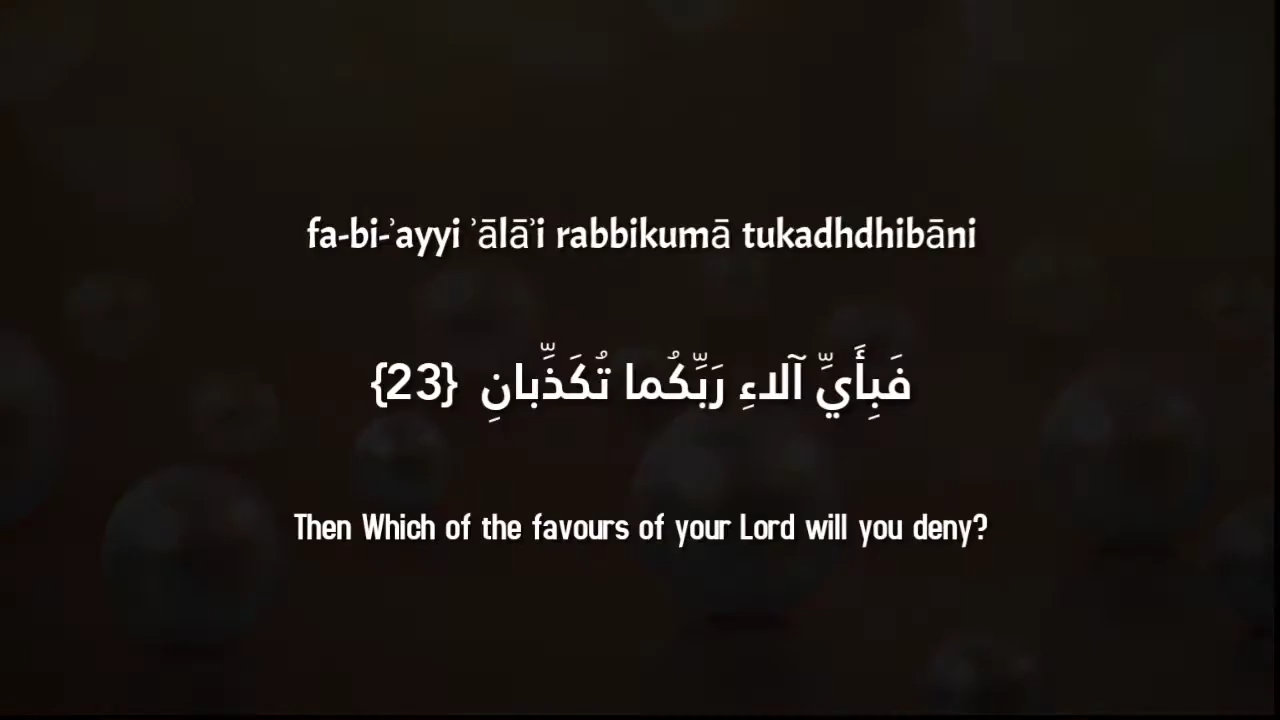 fa-bi-ʾayyi ʾālāʾi rabbikumā tukadhdhibāni
فَبِأَيِّ آلاءِ رَبِّكُما تُكَذِّبانِ {23}
Then Which of the favours of your Lord will you deny?